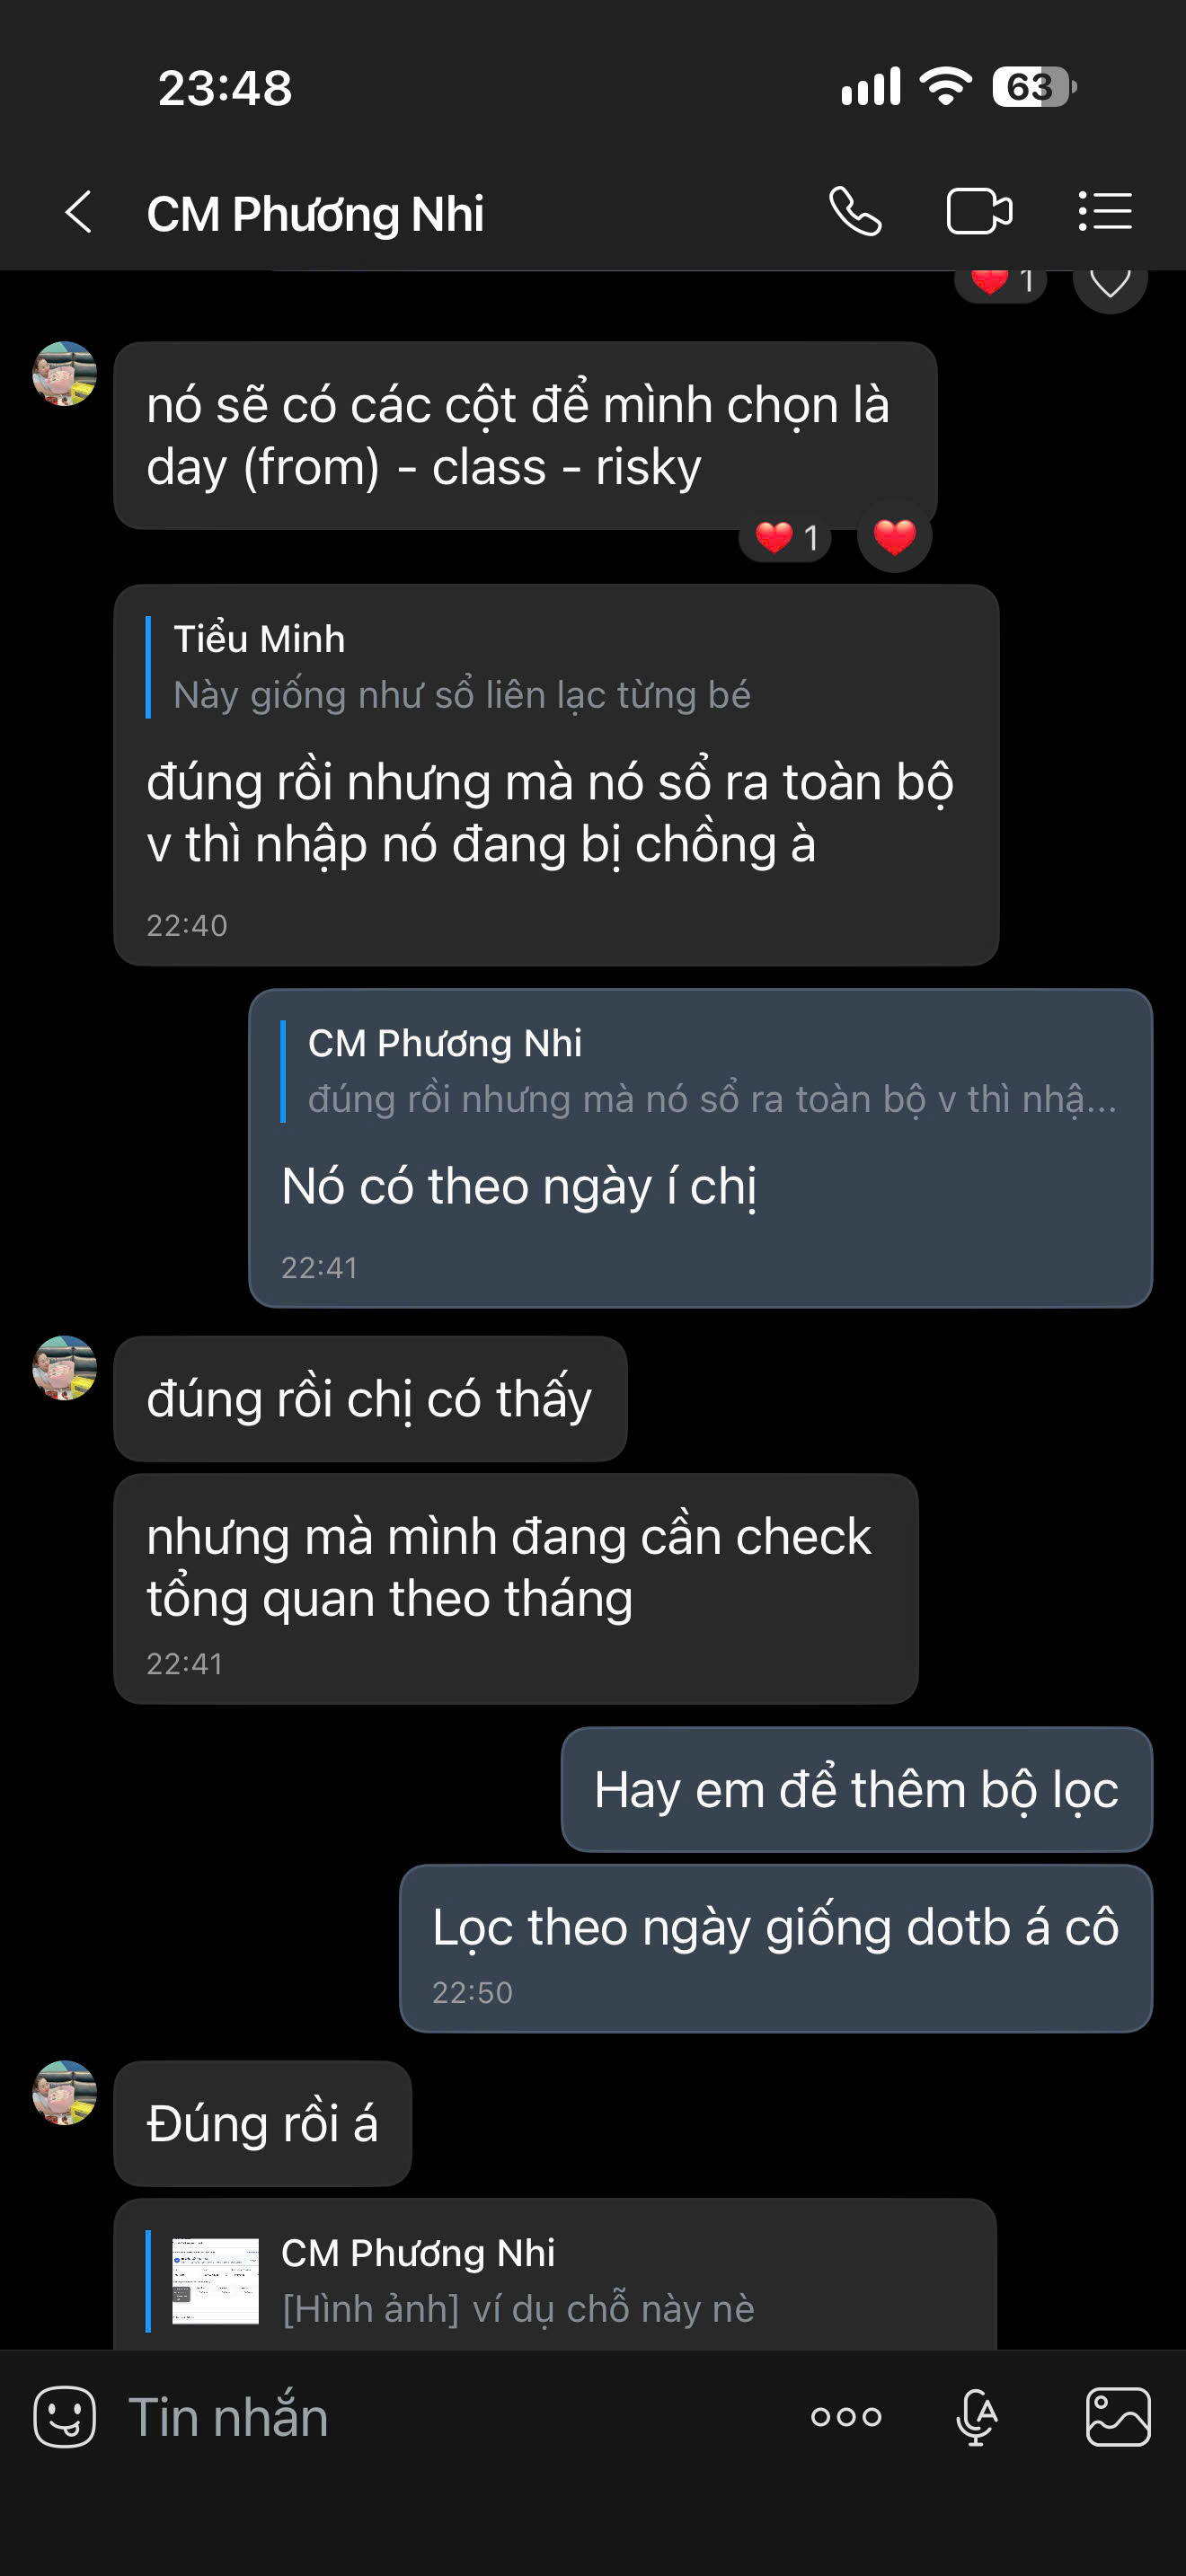 23:48
63
CM Phương Nhi
1
nó sẽ có các cột để mình chọn là
day (from) - class - risky
1
Tiểu Minh
Này giống như sổ liên lạc từng bé
đúng rồi nhưng mà nó sổ ra toàn bộ
v thì nhập nó đang bị chồng à
22:40
CM Phương Nhi
đúng rồi nhưng mà nó sổ ra toàn bộ v thì nhậ...
Nó có theo ngày í chị
22:41
đúng rồi chị có thấy
nhưng mà mình đang cần check
tổng quan theo tháng
22:41
Hay em để thêm bộ lọc
Lọc theo ngày giống dotb á cô
22:50
Đúng rồi á
CM Phương Nhi
[Hình ảnh] ví dụ chỗ này nè
Tin nhắn
A